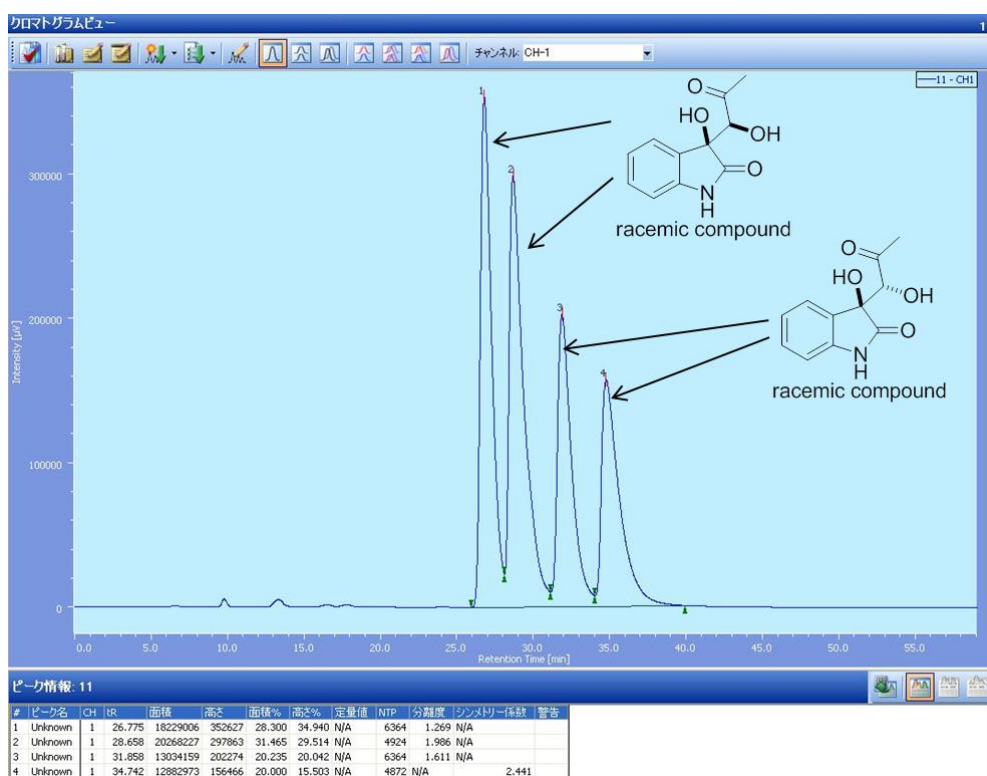 クロマトグラムビュー 1
チャンネル: CH-1
11 - CH1
Intensity [µV]
300000
200000
100000
0
1
2
3
4
O
HO
OH
O
N
H
racemic compound
O
HO
OH
O
N
H
racemic compound
0.0 5.0 10.0 15.0 20.0 25.0 30.0 35.0 40.0 45.0 50.0 55.0
Retention Time [min]
ピーク情報: 11
# ピーク名 CH tR 面積 高さ 面積% 高さ% 定量値 NTP 分離度 シンメトリー係数 警告
1 Unknown 1 26.775 18229006 352627 28.300 34.940 N/A 6364 1.269 N/A
2 Unknown 1 28.658 20268227 297863 31.465 29.514 N/A 4924 1.986 N/A
3 Unknown 1 31.858 13034159 202274 20.235 20.042 N/A 6364 1.611 N/A
4 Unknown 1 34.742 12882973 156466 20.000 15.503 N/A 4872 N/A 2.441